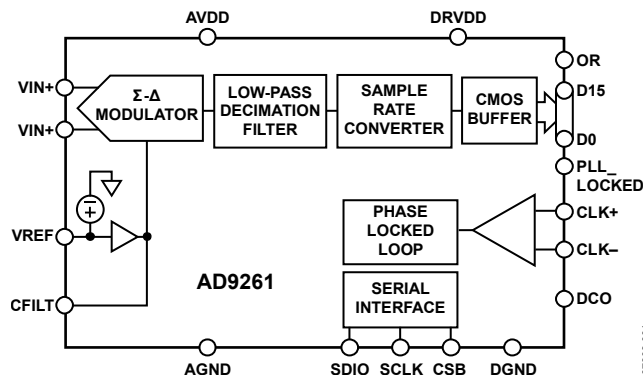 AVDD
DRVDD
OR
VIN+
Σ-Δ
MODULATOR
LOW-PASS
DECIMATION
FILTER
SAMPLE
RATE
CONVERTER
CMOS
BUFFER
D15
VIN+
D0
PLL_
LOCKED
PHASE
LOCKED
LOOP
CLK+
VREF
CLK–
AD9261
SERIAL
INTERFACE
CFILT
DCO
AGND
SDIO
SCLK
CSB
DGND